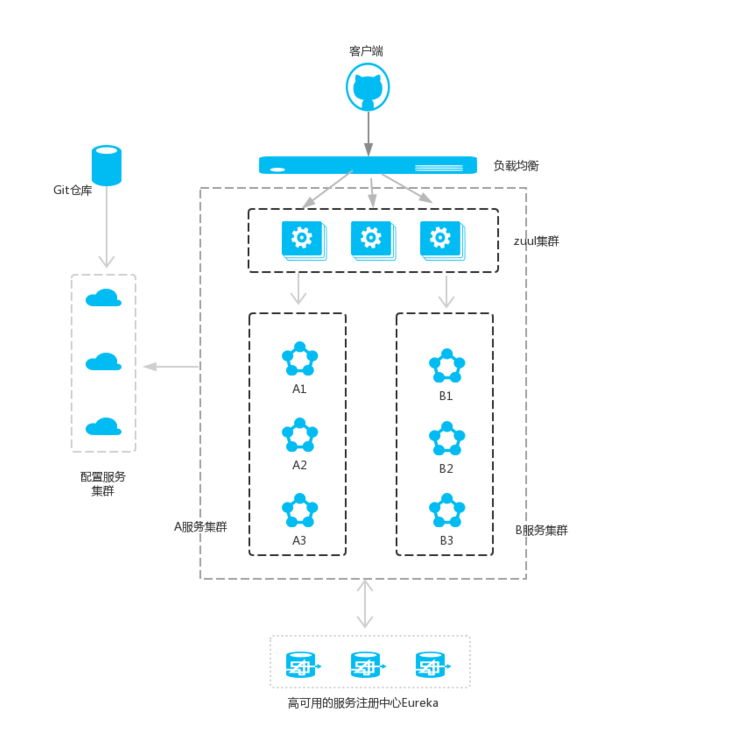 客户端
负载均衡
Git仓库
zuul集群
A1
B1
A2
B2
配置服务
集群
A服务集群
A3
B3
B服务集群
高可用的服务注册中心Eureka